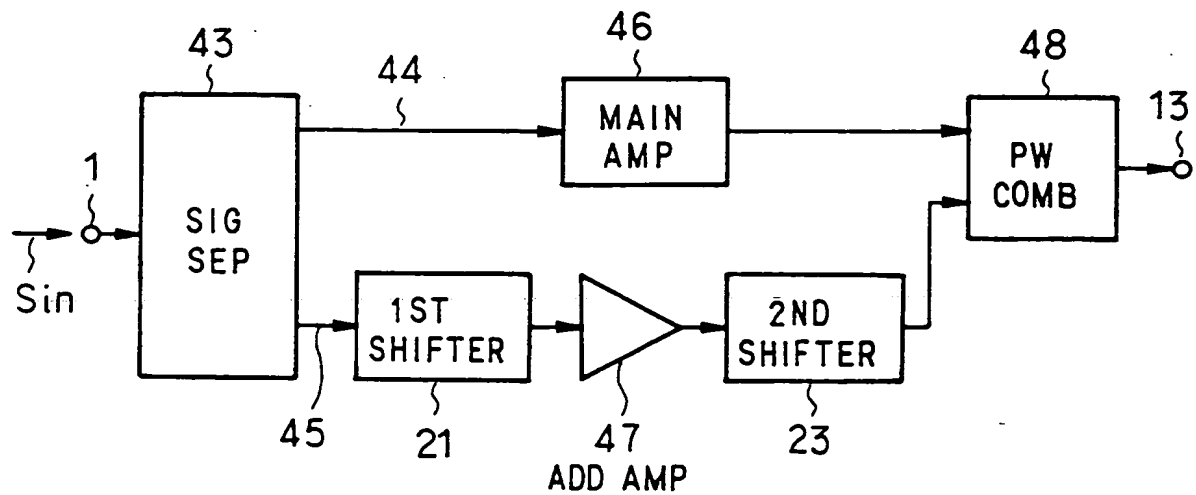 43
44
46
MAIN
AMP
48
PW
COMB
13
1
Sin
SIG
SEP
45
1ST
SHIFTER
21
47
ADD AMP
2ND
SHIFTER
23